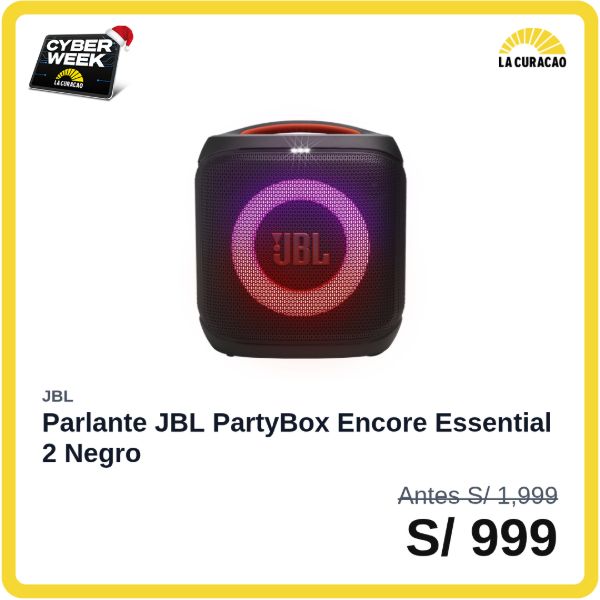 CYBER
WEEK
LA CURACAO
LA CURACAO
JBL
JBL
Parlante JBL PartyBox Encore Essential
2 Negro
Antes S/ 1,999
S/ 999